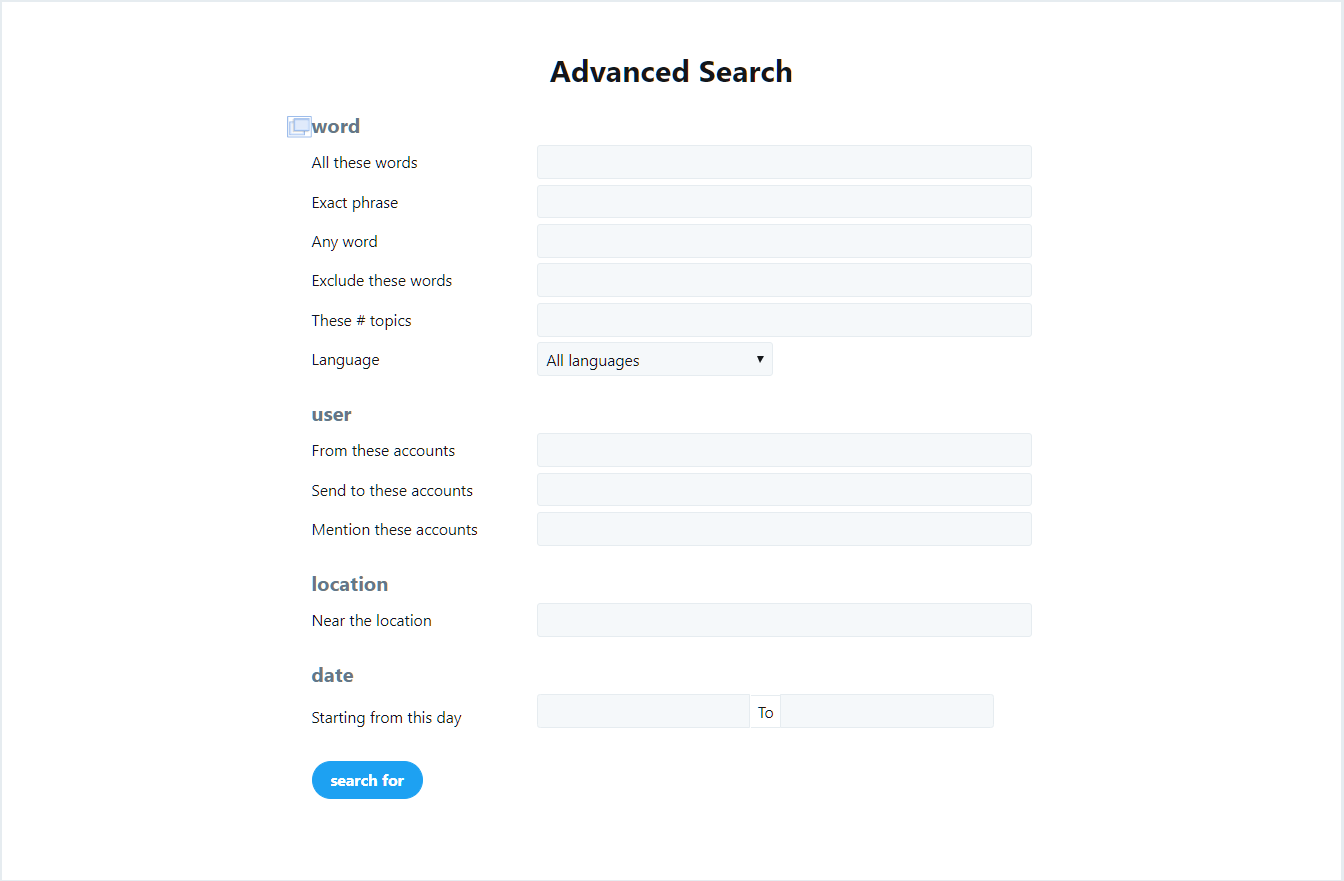 Advanced Search
word
All these words
Exact phrase
Any word
Exclude these words
These # topics
Language All languages
user
From these accounts
Send to these accounts
Mention these accounts
location
Near the location
date
Starting from this day To
search for